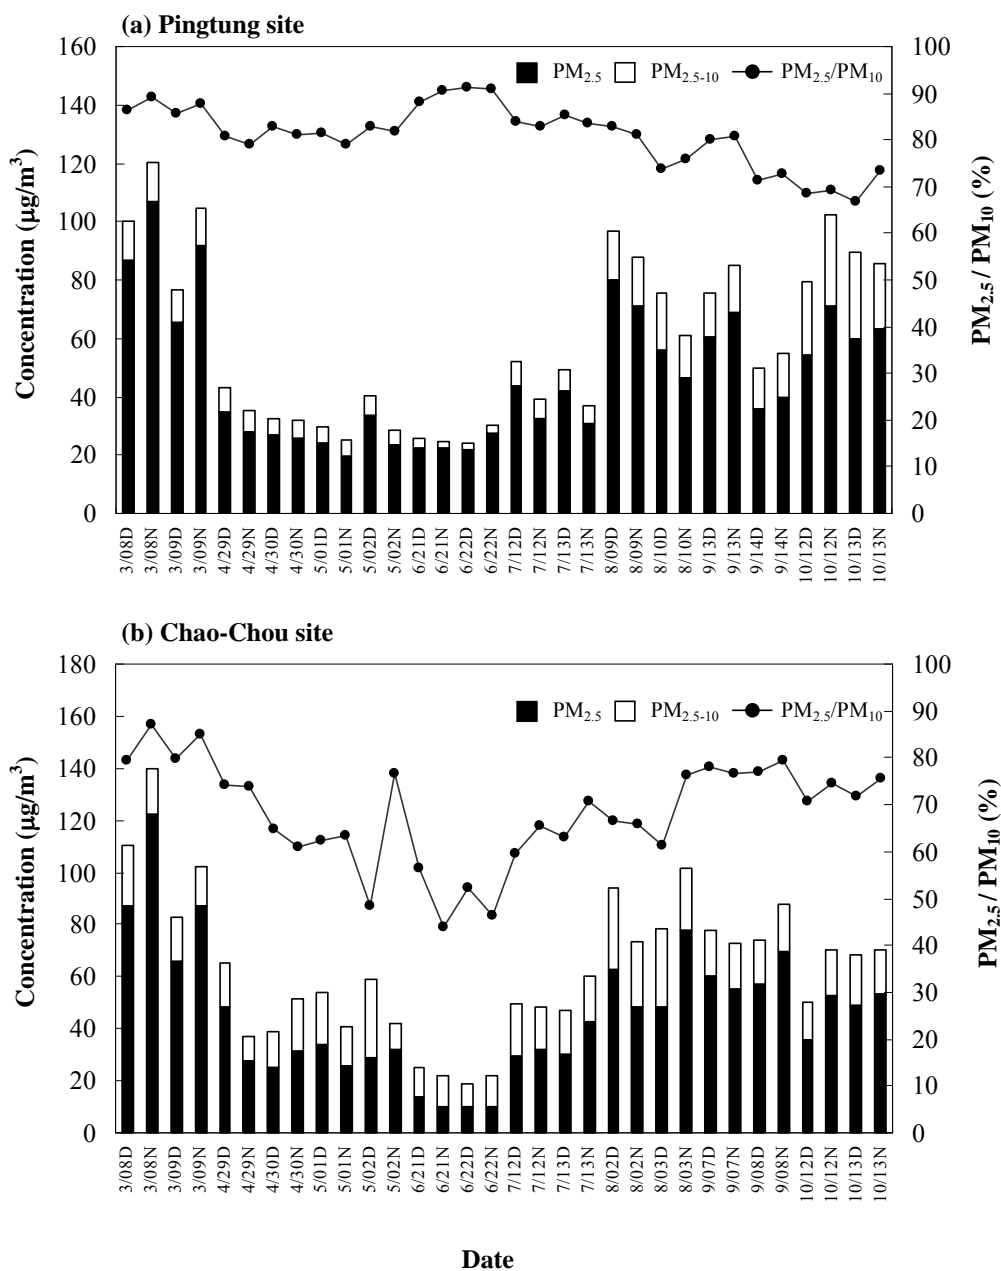 (a) Pingtung site
160
140
120
100
80
60
40
20
0
Concentration (μg/m³)
PM2.5 PM2.5-10 PM2.5/PM10
100
90
80
70
60
50
40
30
20
10
0
PM2.5 / PM10 (%)
3/08D
3/08N
3/09D
3/09N
4/29D
4/29N
4/30D
4/30N
5/01D
5/01N
5/02D
5/02N
6/21D
6/21N
6/22D
6/22N
7/12D
7/12N
7/13D
7/13N
8/09D
8/09N
8/10D
8/10N
9/13D
9/13N
9/14D
9/14N
10/12D
10/12N
10/13D
10/13N
(b) Chao-Chou site
180
160
140
120
100
80
60
40
20
0
Concentration (μg/m³)
PM2.5 PM2.5-10 PM2.5/PM10
100
90
80
70
60
50
40
30
20
10
0
PM2.5 / PM10 (%)
3/08D
3/08N
3/09D
3/09N
4/29D
4/29N
4/30D
4/30N
5/01D
5/01N
5/02D
5/02N
6/21D
6/21N
6/22D
6/22N
7/12D
7/12N
7/13D
7/13N
8/02D
8/02N
8/03D
8/03N
9/07D
9/07N
9/08D
9/08N
10/12D
10/12N
10/13D
10/13N
Date